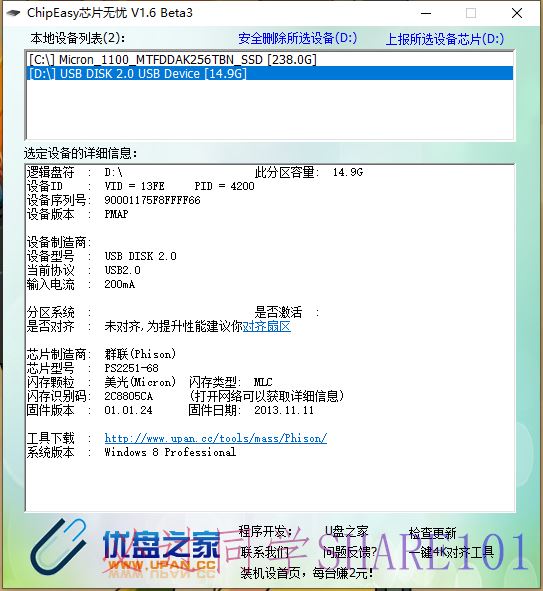 ChipEasy芯片无忧 V1.6 Beta3
本地设备列表(2)： 安全删除所选设备(D:) 上报所选设备芯片(D:)
[C:\] Micron_1100_MTFDDAK256TBN_SSD [238.0G]
[D:\] USB DISK 2.0 USB Device [14.9G]
选定设备的详细信息：
逻辑盘符 : D:\ 此分区容量: 14.9G
设备ID : VID = 13FE PID = 4200
设备序列号: 90001175F8FFFF66
设备版本 : PMAP
设备制造商:
设备型号 : USB DISK 2.0
当前协议 : USB2.0
输入电流 : 200mA
分区系统 : 是否激活 :
是否对齐 : 未对齐,为提升性能建议你对齐扇区
芯片制造商: 群联(Phison)
芯片型号 : PS2251-68
闪存颗粒 : 美光(Micron) 闪存类型: MLC
闪存识别码: 2C8805CA (打开网络可以获取详细信息)
固件版本 : 01.01.24 固件日期: 2013.11.11
工具下载 : http://www.upan.cc/tools/mass/Phison/
系统版本 : Windows 8 Professional
优盘之家
WWW.UPAN.CC
程序开发： U盘之家 检查更新
联系我们 问题反馈? 一键4K对齐工具
装机设首页，每台赚2元!
同学SHARE101